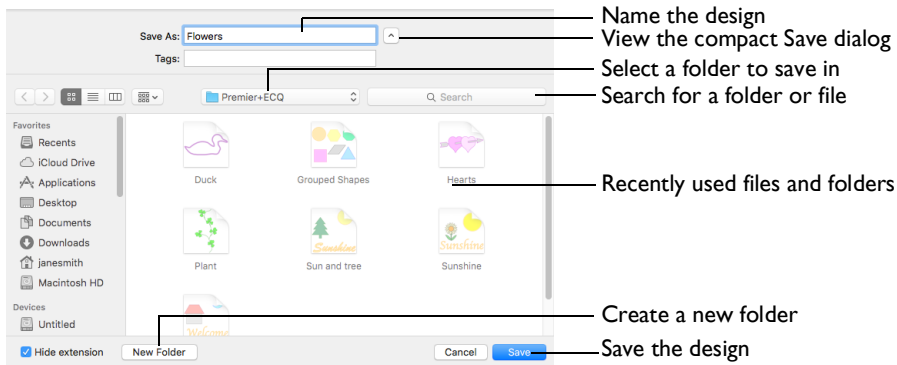 Name the design
Save As: Flowers
View the compact Save dialog
Tags:
Select a folder to save in
Premier+ECQ
Search
Search for a folder or file
Favorites
Recents
iCloud Drive
Applications
Desktop
Documents
Downloads
janesmith
Macintosh HD
Devices
Untitled
Duck
Grouped Shapes
Hearts
Recently used files and folders
Sunshine
Sunshine
Plant
Sun and tree
Sunshine
Welcome
Create a new folder
Hide extension
New Folder
Cancel
Save
Save the design